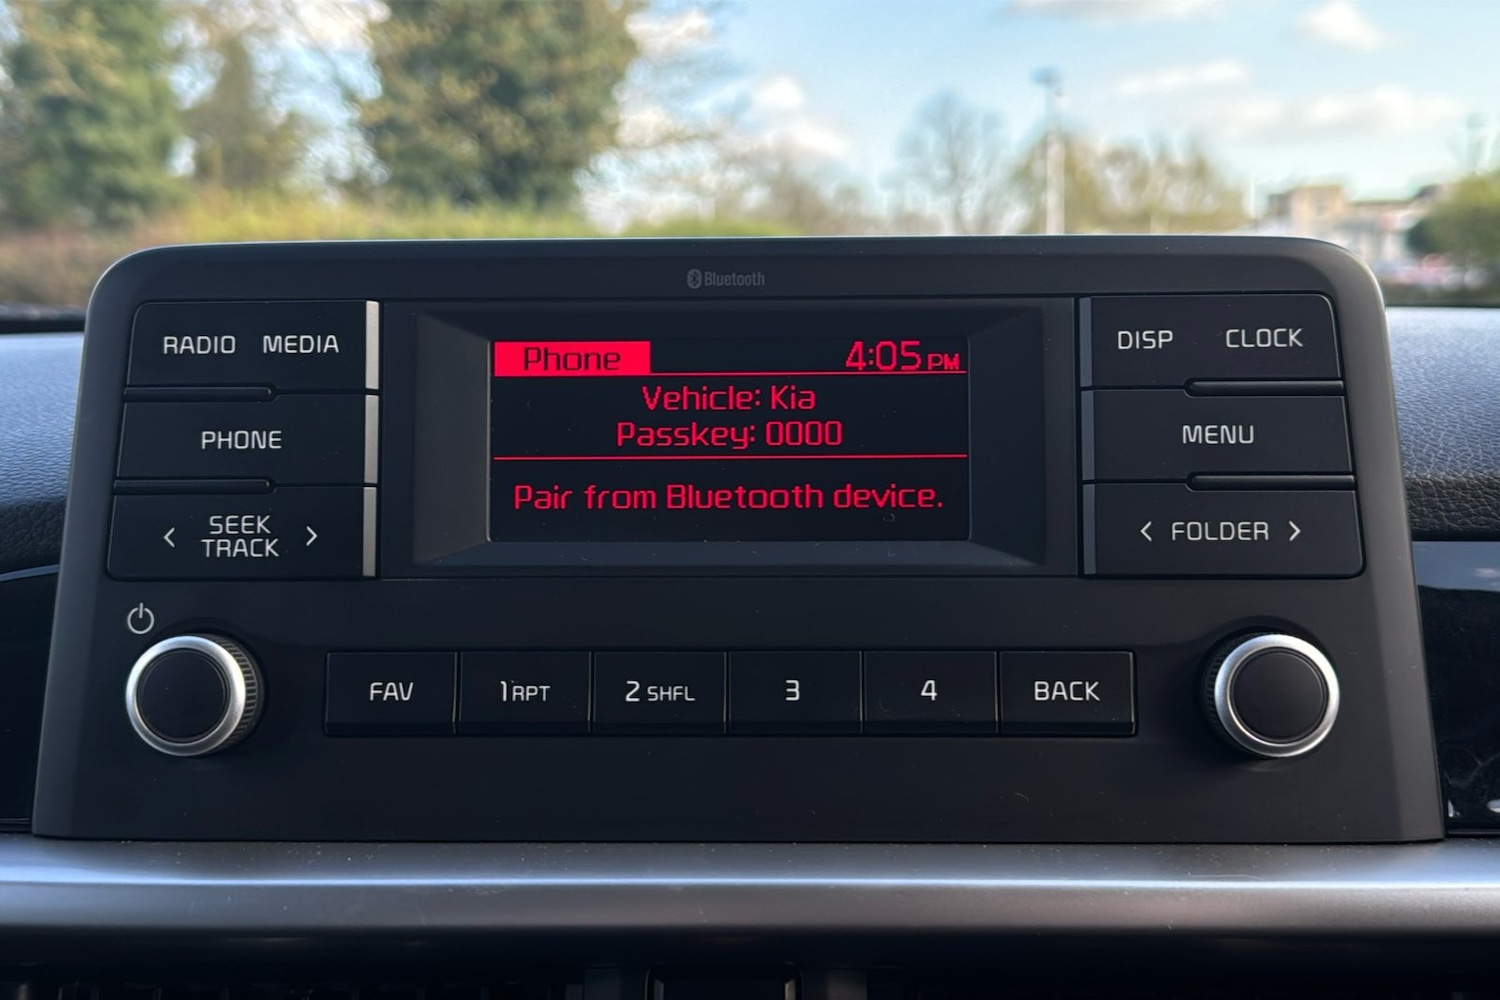 Bluetooth
RADIO MEDIA
PHONE
< SEEK TRACK >
Phone 4:05 PM
Vehicle: Kia
Passkey: 0000
Pair from Bluetooth device.
DISP CLOCK
MENU
< FOLDER >
FAV 1 RPT 2 SHFL 3 4 BACK